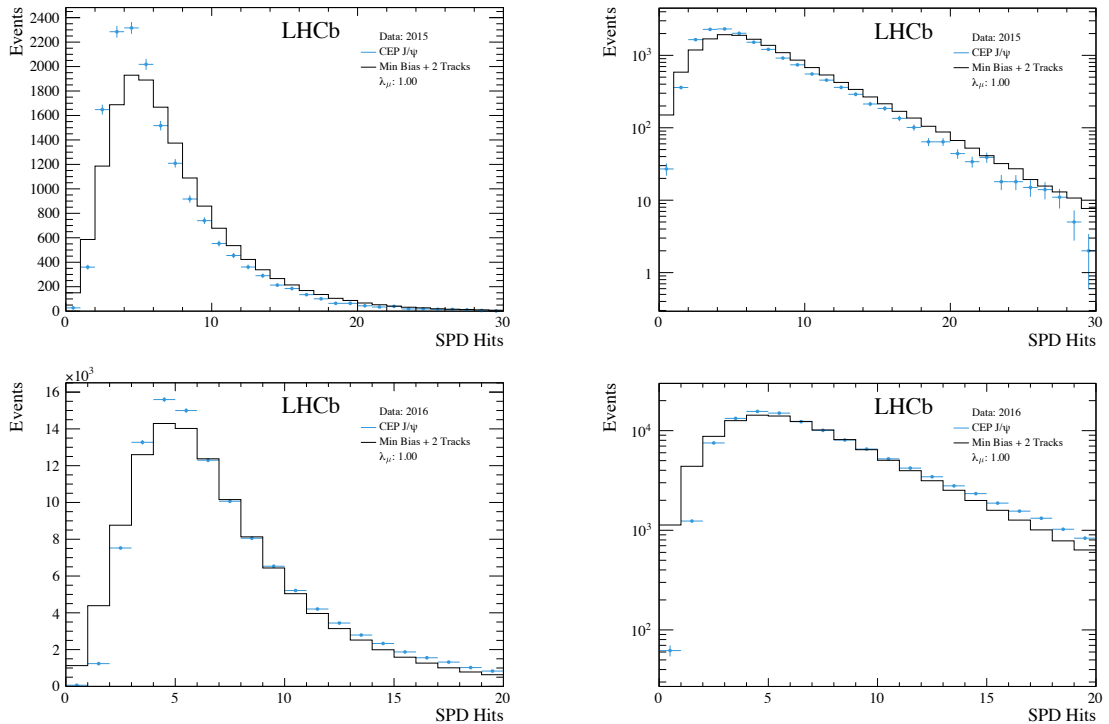 Events
2400
2200
2000
1800
1600
1400
1200
1000
800
600
400
200
0
LHCb
Data: 2015
CEP J/ψ
Min Bias + 2 Tracks
λμ: 1.00
0 10 20 30
SPD Hits
Events
10³
10²
10
1
LHCb
Data: 2015
CEP J/ψ
Min Bias + 2 Tracks
λμ: 1.00
0 10 20 30
SPD Hits
×10³
Events
16
14
12
10
8
6
4
2
0
LHCb
Data: 2016
CEP J/ψ
Min Bias + 2 Tracks
λμ: 1.00
0 5 10 15 20
SPD Hits
Events
10⁴
10³
10²
LHCb
Data: 2016
CEP J/ψ
Min Bias + 2 Tracks
λμ: 1.00
0 5 10 15 20
SPD Hits